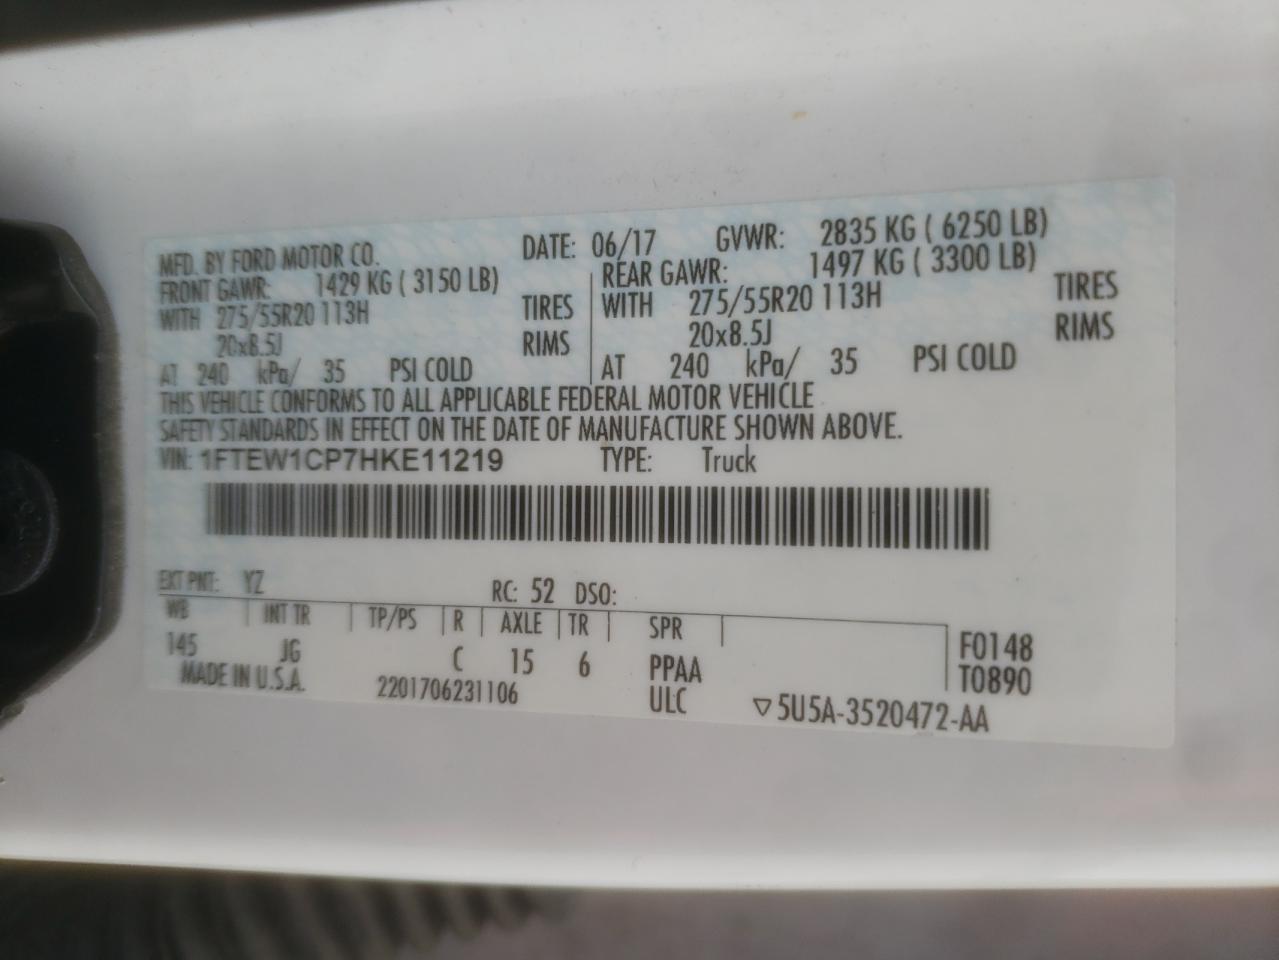 MFD. BY FORD MOTOR CO. DATE: 06/17 GVWR: 2835 KG ( 6250 LB)
FRONT GAWR: 1429 KG ( 3150 LB) REAR GAWR: 1497 KG ( 3300 LB)
WITH 275/55R20 113H TIRES WITH 275/55R20 113H TIRES
20x8.5J RIMS 20x8.5J RIMS
AT 240 kPa/ 35 PSI COLD AT 240 kPa/ 35 PSI COLD
THIS VEHICLE CONFORMS TO ALL APPLICABLE FEDERAL MOTOR VEHICLE
SAFETY STANDARDS IN EFFECT ON THE DATE OF MANUFACTURE SHOWN ABOVE.
VIN: 1FTEW1CP7HKE11219 TYPE: Truck
EXT PNT: YZ RC: 52 DSO:
WB INT TR TP/PS R AXLE TR SPR F0148
145 JG C 15 6 PPAA T0890
MADE IN U.S.A. 2201706231106 ULC ▽5U5A-3520472-AA